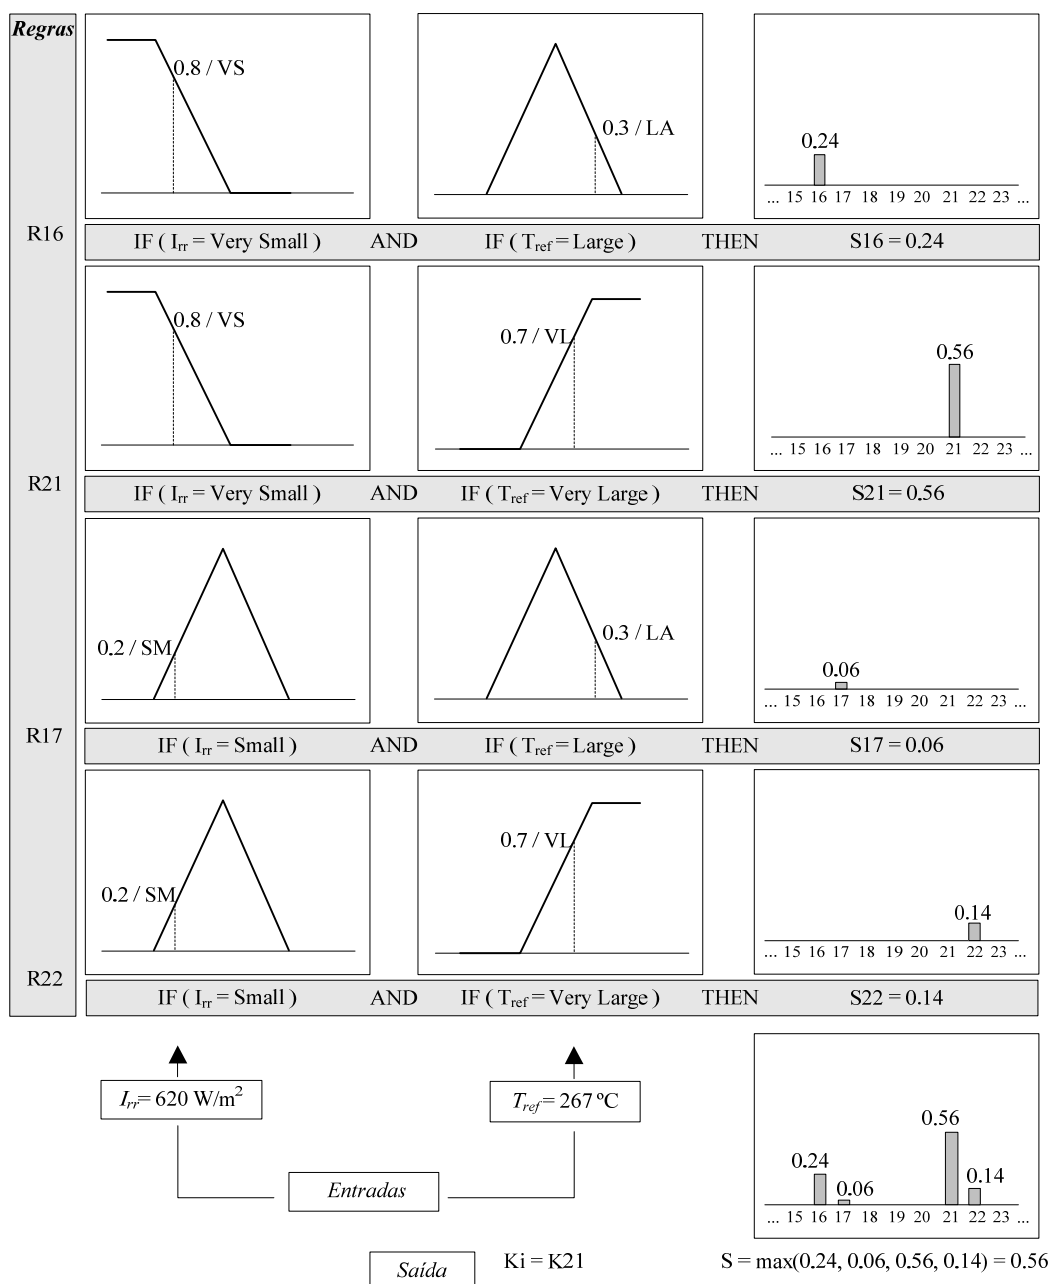 Regras
0.8 / VS
0.3 / LA
0.24
... 15 16 17 18 19 20 21 22 23 ...
R16
IF ( Irr = Very Small ) AND IF ( Tref = Large ) THEN S16 = 0.24
0.8 / VS
0.7 / VL
0.56
... 15 16 17 18 19 20 21 22 23 ...
R21
IF ( Irr = Very Small ) AND IF ( Tref = Very Large ) THEN S21 = 0.56
0.2 / SM
0.3 / LA
0.06
... 15 16 17 18 19 20 21 22 23 ...
R17
IF ( Irr = Small ) AND IF ( Tref = Large ) THEN S17 = 0.06
0.2 / SM
0.7 / VL
0.14
... 15 16 17 18 19 20 21 22 23 ...
R22
IF ( Irr = Small ) AND IF ( Tref = Very Large ) THEN S22 = 0.14
Irr= 620 W/m²
Tref= 267 ºC
Entradas
0.56
0.24
0.14
0.06
... 15 16 17 18 19 20 21 22 23 ...
Saída
Ki = K21
S = max(0.24, 0.06, 0.56, 0.14) = 0.56